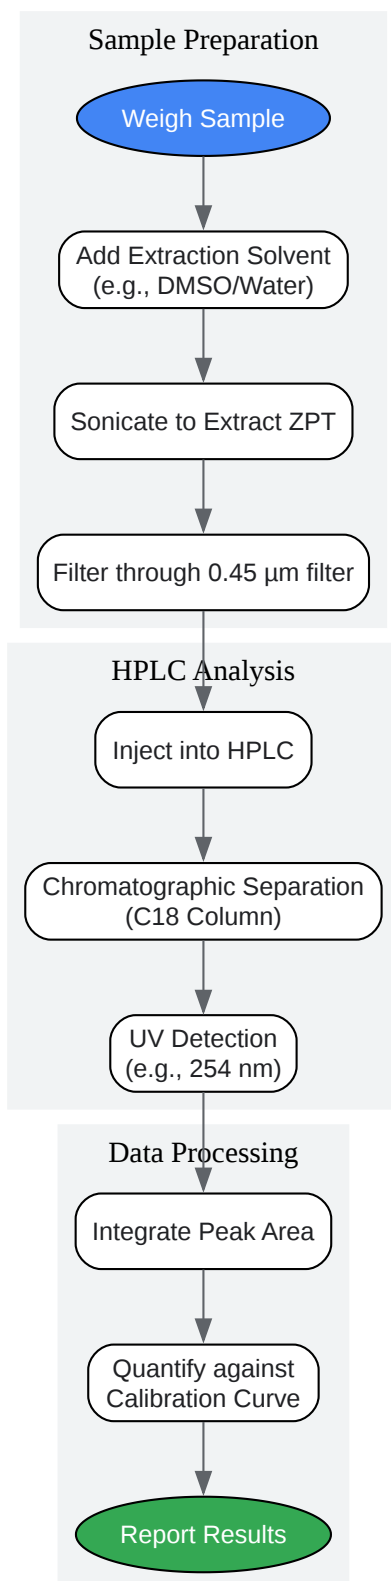 Sample Preparation
Weigh Sample
Add Extraction Solvent
(e.g., DMSO/Water)
Sonicate to Extract ZPT
Filter through 0.45 µm filter
HPLC Analysis
Inject into HPLC
Chromatographic Separation
(C18 Column)
UV Detection
(e.g., 254 nm)
Data Processing
Integrate Peak Area
Quantify against
Calibration Curve
Report Results